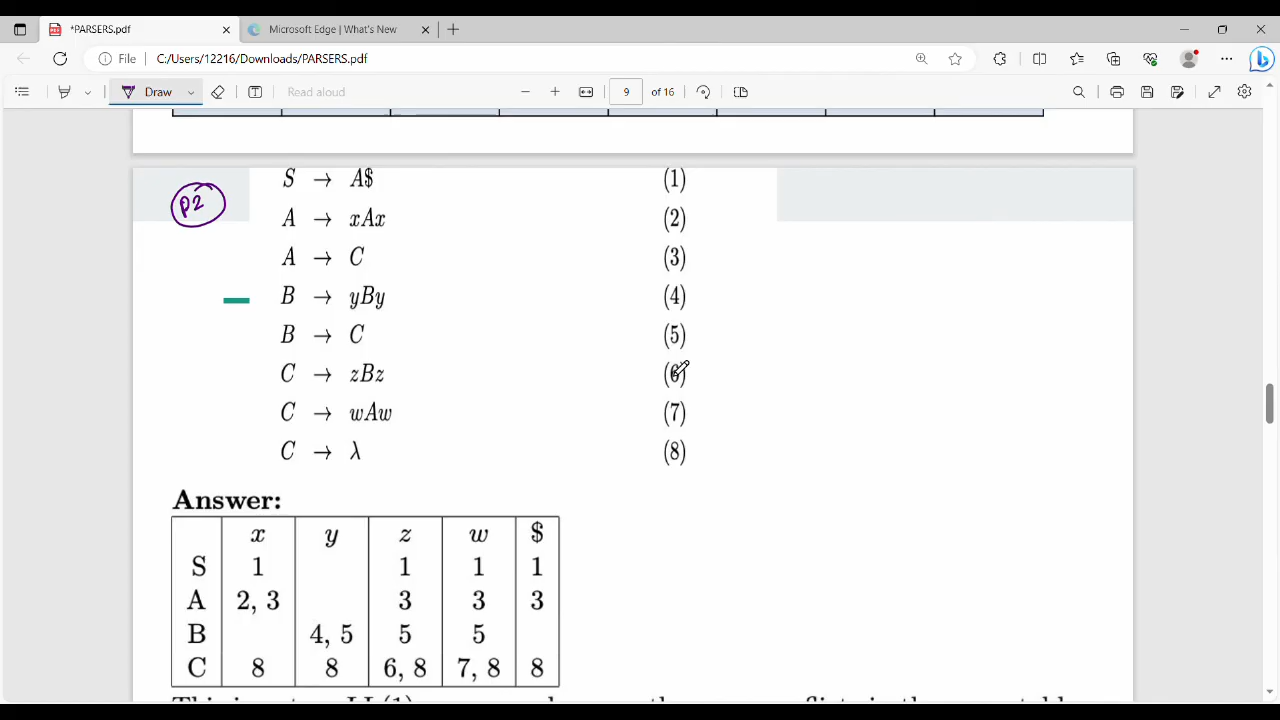 *PARSERS.pdf
Microsoft Edge | What's New
File C:/Users/12216/Downloads/PARSERS.pdf
Draw Read aloud 9 of 16
P2
S → A$ (1)
A → xAx (2)
A → C (3)
B → yBy (4)
B → C (5)
C → zBz (6)
C → wAw (7)
C → λ (8)
Answer:
x y z w $
S 1 1 1 1
A 2, 3 3 3 3
B 4, 5 5 5
C 8 8 6, 8 7, 8 8